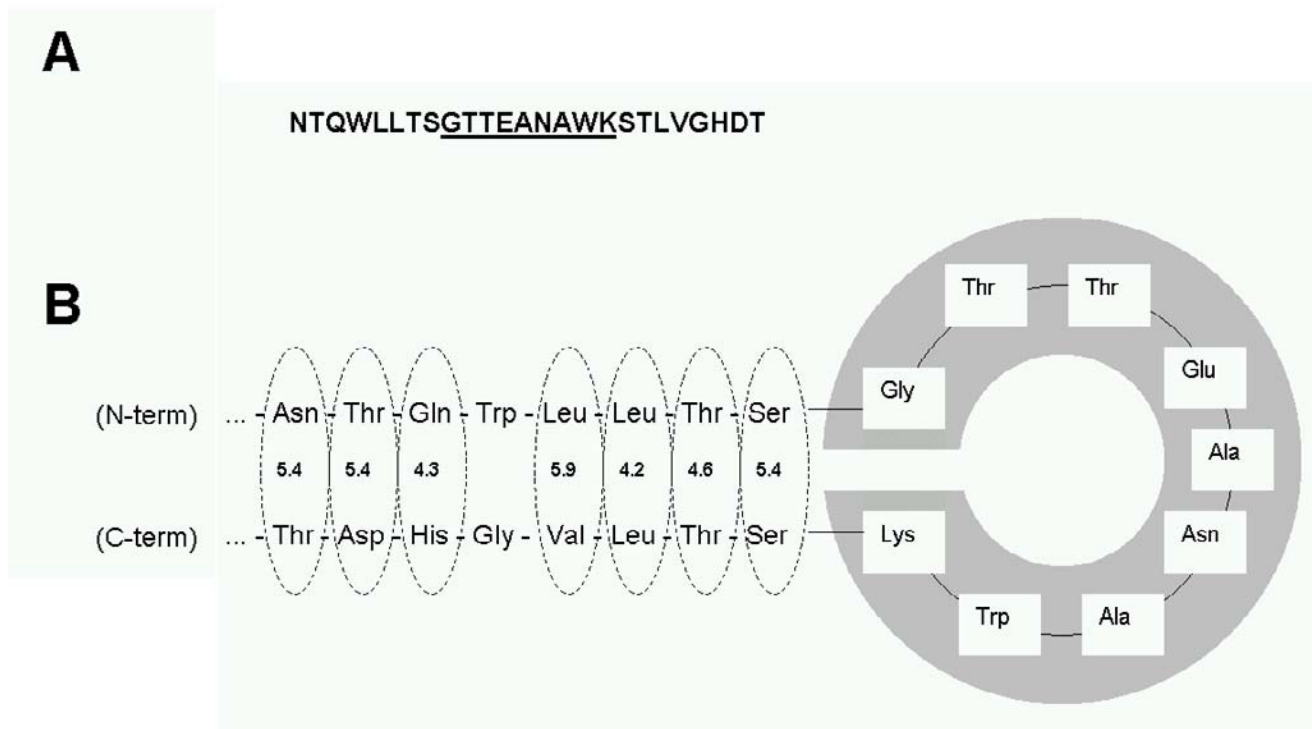 A
NTQWLLTSGTTEANAWKSTLVGHDT
B
Thr Thr
Gly Glu
(N-term) ... - Asn - Thr - Gln - Trp - Leu - Leu - Thr - Ser
Ala
5.4 5.4 4.3 5.9 4.2 4.6 5.4
(C-term) ... - Thr - Asp - His - Gly - Val - Leu - Thr - Ser
Lys Asn
Trp Ala